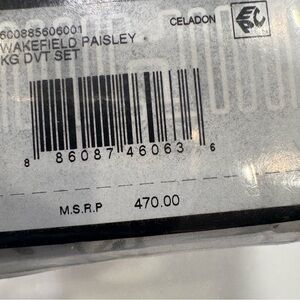 600885606001 CELADON
WAKEFIELD PAISLEY
KG DVT SET
8 86087 46063 6
M.S.R.P 470.00